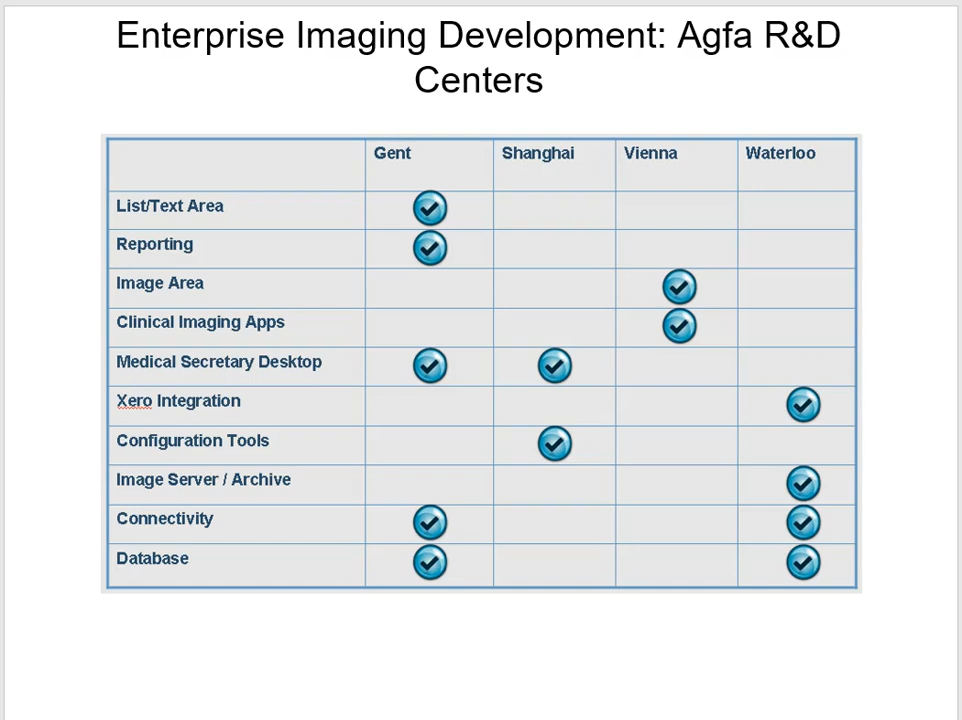 Enterprise Imaging Development: Agfa R&D
Centers
Gent Shanghai Vienna Waterloo
List/Text Area
Reporting
Image Area
Clinical Imaging Apps
Medical Secretary Desktop
Xero Integration
Configuration Tools
Image Server / Archive
Connectivity
Database